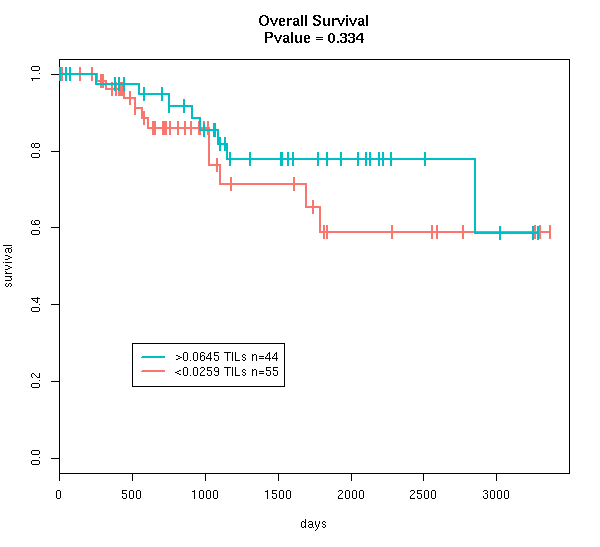 Overall Survival
Pvalue = 0.334
1.0
0.8
0.6
0.4
0.2
0.0
survival
>0.0645 TILs n=44
<0.0259 TILs n=55
0 500 1000 1500 2000 2500 3000
days